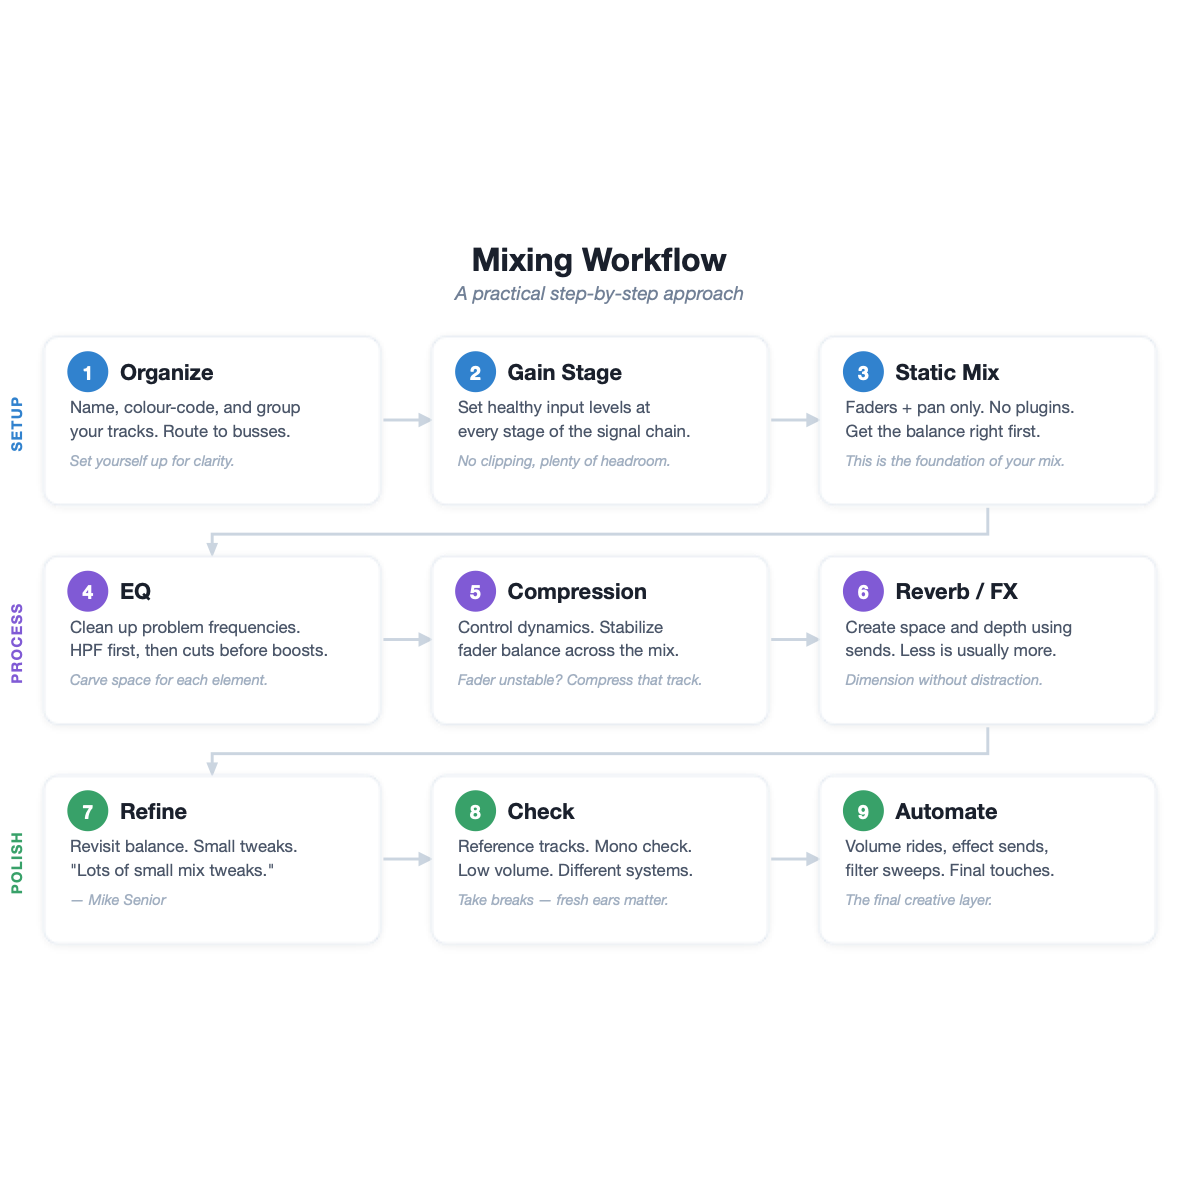 Mixing Workflow
A practical step-by-step approach
SETUP
1 Organize
Name, colour-code, and group
your tracks. Route to busses.
Set yourself up for clarity.
2 Gain Stage
Set healthy input levels at
every stage of the signal chain.
No clipping, plenty of headroom.
3 Static Mix
Faders + pan only. No plugins.
Get the balance right first.
This is the foundation of your mix.
PROCESS
4 EQ
Clean up problem frequencies.
HPF first, then cuts before boosts.
Carve space for each element.
5 Compression
Control dynamics. Stabilize
fader balance across the mix.
Fader unstable? Compress that track.
6 Reverb / FX
Create space and depth using
sends. Less is usually more.
Dimension without distraction.
POLISH
7 Refine
Revisit balance. Small tweaks.
"Lots of small mix tweaks."
— Mike Senior
8 Check
Reference tracks. Mono check.
Low volume. Different systems.
Take breaks — fresh ears matter.
9 Automate
Volume rides, effect sends,
filter sweeps. Final touches.
The final creative layer.